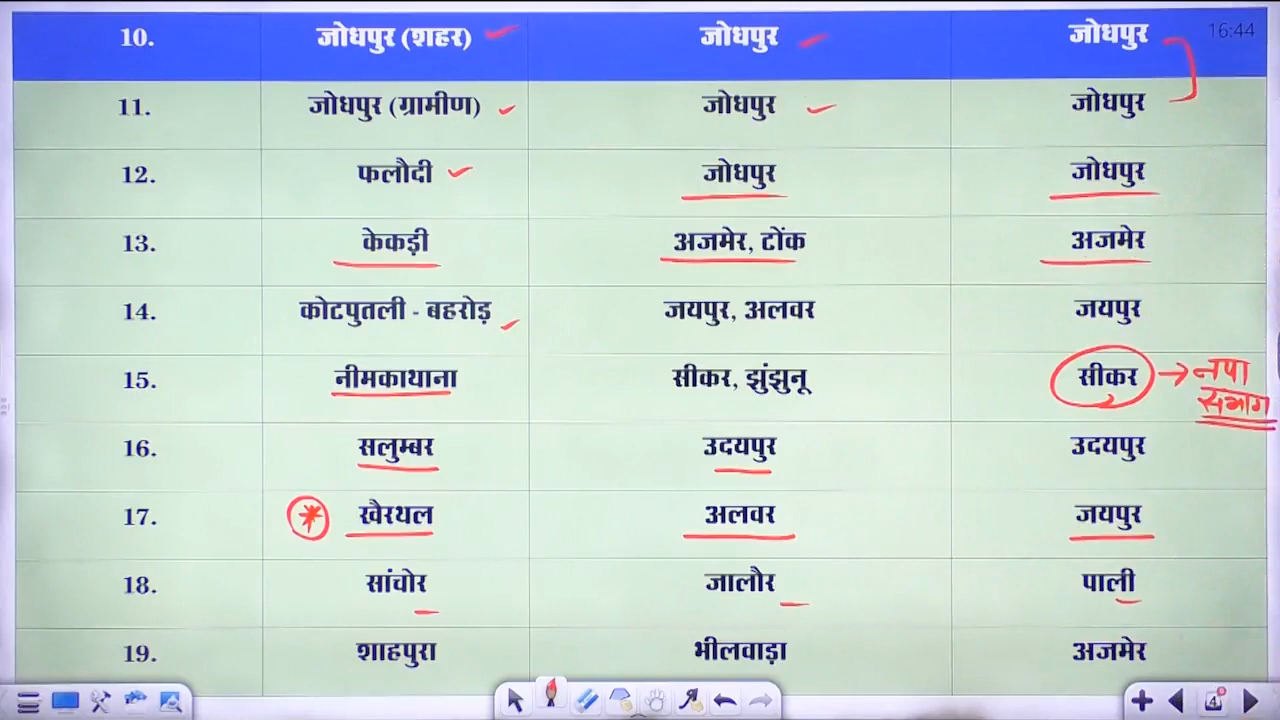 10. जोधपुर (शहर) जोधपुर जोधपुर 16:44
11. जोधपुर (ग्रामीण) जोधपुर जोधपुर
12. फलौदी जोधपुर जोधपुर
13. केकड़ी अजमेर, टोंक अजमेर
14. कोटपुतली - बहरोड़ जयपुर, अलवर जयपुर
15. नीमकाथाना सीकर, झुंझुनू सीकर → नया
संभाग
16. सलुम्बर उदयपुर उदयपुर
17. खैरथल अलवर जयपुर
18. सांचोर जालौर पाली
19. शाहपुरा भीलवाड़ा अजमेर
4